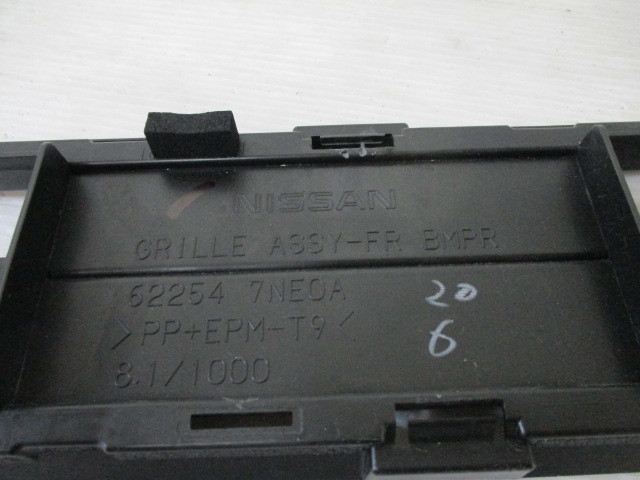 NISSAN
GRILLE ASSY-FR BMPR
62254 7NE0A
>PP+EPM-T9<
8.1/1000
20
6